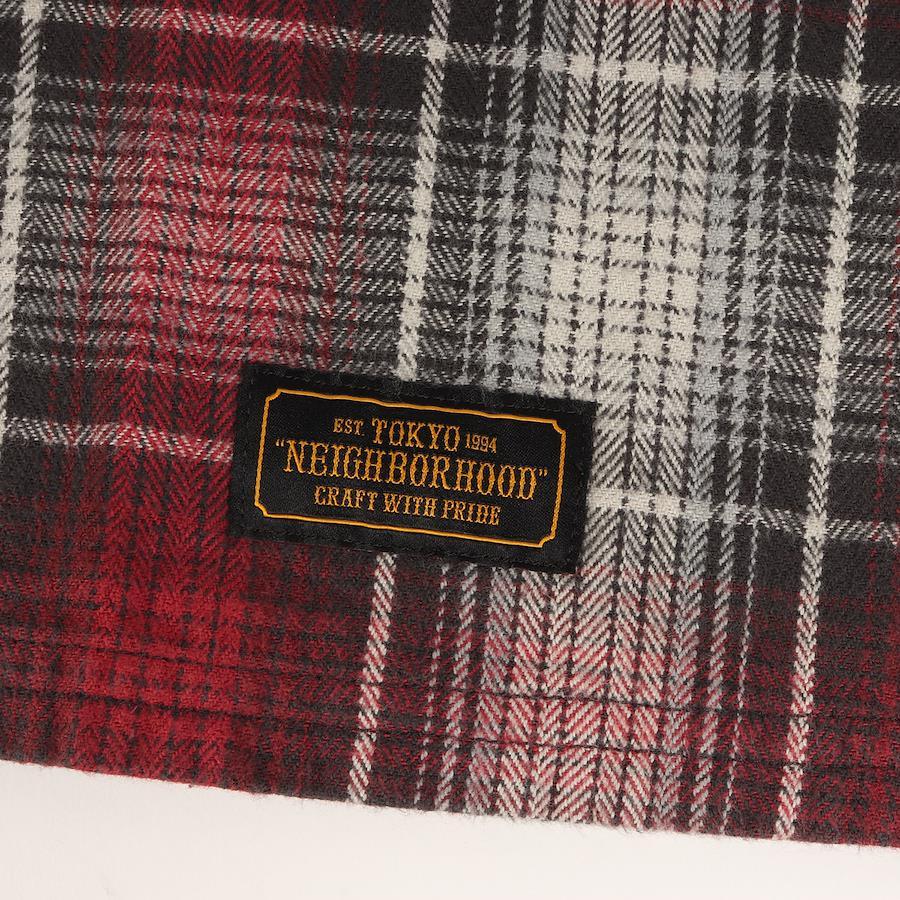 EST. TOKYO 1994
"NEIGHBORHOOD"
CRAFT WITH PRIDE